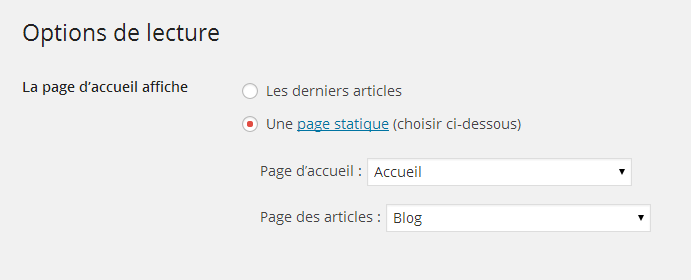 Options de lecture
La page d’accueil affiche
Les derniers articles
Une page statique (choisir ci-dessous)
Page d’accueil : Accueil
Page des articles : Blog